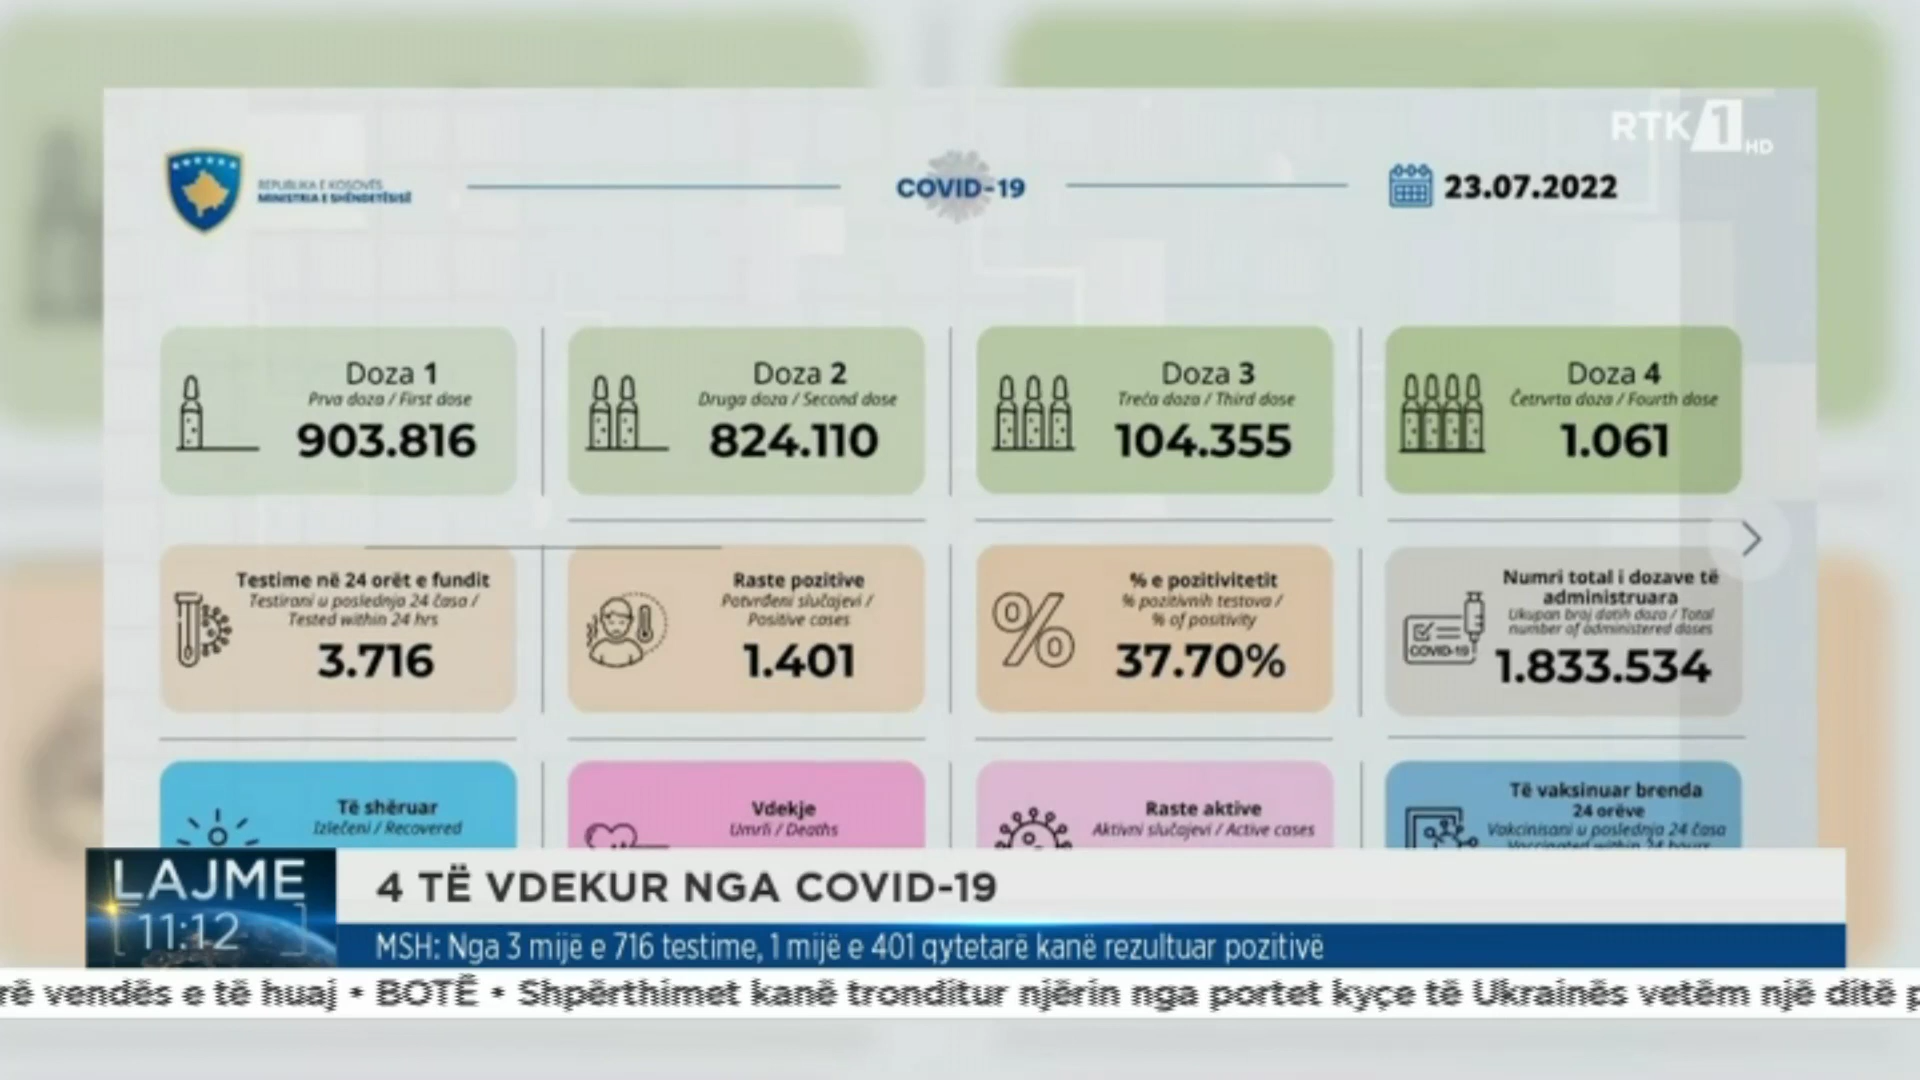 RTK 1 HD
REPUBLIKA E KOSOVËS
MINISTRIA E SHËNDETËSISË
COVID-19
23.07.2022
Doza 1
Prva doza / First dose
903.816
Doza 2
Druga doza / Second dose
824.110
Doza 3
Treća doza / Third dose
104.355
Doza 4
Četrvrta doza / Fourth dose
1.061
Testime në 24 orët e fundit
Testirani u poslednja 24 časa /
Tested within 24 hrs
3.716
Raste pozitive
Potvrđeni slučajevi /
Positive cases
1.401
% e pozitivitetit
% pozitivnih testova /
% of positivity
%
37.70%
Numri total i dozave të
administruara
Ukupan broj datih doza / Total
number of administered doses
COVID-19
1.833.534
Të shëruar
Izlečeni / Recovered
Vdekje
Umrli / Deaths
Raste aktive
Aktivni slučajevi / Active cases
Të vaksinuar brenda
24 orëve
Vakcinisani u poslednja 24 časa
Vaccinated within 24 hours
LAJME
11:12
4 TË VDEKUR NGA COVID-19
MSH: Nga 3 mijë e 716 testime, 1 mijë e 401 qytetarë kanë rezultuar pozitivë
rë vendës e të huaj • BOTË • Shpërthimet kanë tronditur njërin nga portet kyçe të Ukrainës vetëm një ditë p